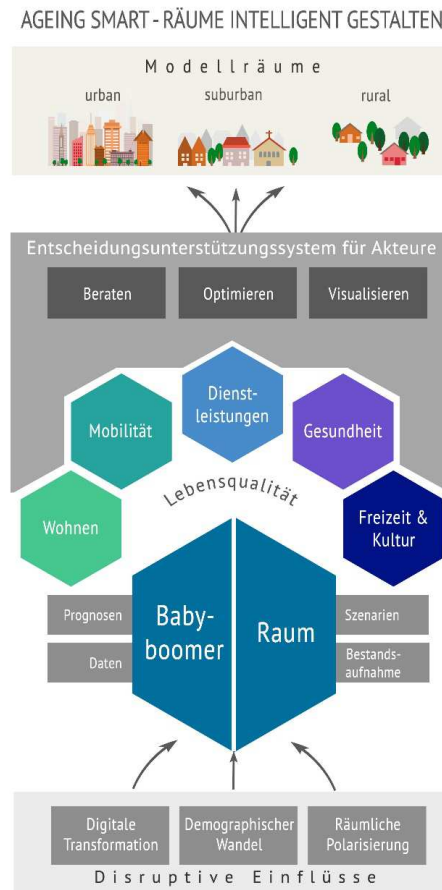 AGEING SMART - RÄUME INTELLIGENT GESTALTEN
Modellräume
urban
suburban
rural
Entscheidungsunterstützungssystem für Akteure
Beraten
Optimieren
Visualisieren
Dienst-
leistungen
Mobilität
Gesundheit
Lebensqualität
Wohnen
Freizeit &
Kultur
Prognosen
Daten
Baby-
boomer
Raum
Szenarien
Bestands-
aufnahme
Digitale
Transformation
Demographischer
Wandel
Räumliche
Polarisierung
Disruptive Einflüsse